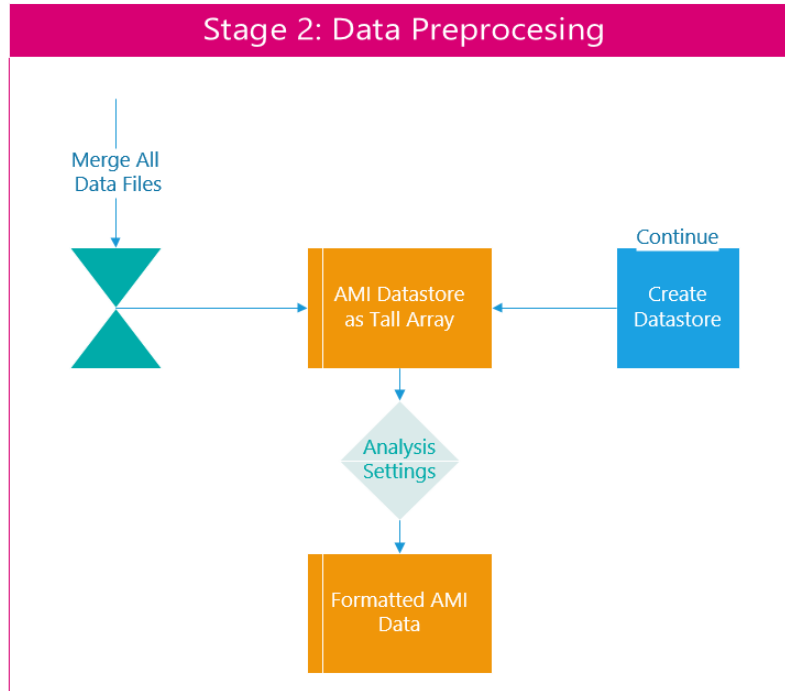 Stage 2: Data Preprocesing
Merge All
Data Files
Continue
AMI Datastore
as Tall Array
Create
Datastore
Analysis
Settings
Formatted AMI
Data